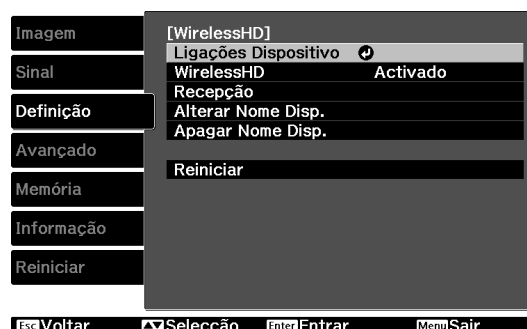 Imagem
Sinal
Definição
Avançado
Memória
Informação
Reiniciar
[WirelessHD]
Ligações Dispositivo
WirelessHD Activado
Recepção
Alterar Nome Disp.
Apagar Nome Disp.
Reiniciar
Esc Voltar Selecção Enter Entrar Menu Sair